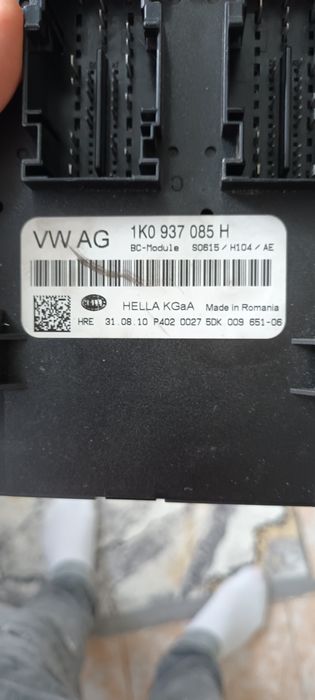 VW AG 1K0 937 085 H
BC-Module S0615 / H104 / AE
HELLA
HELLA KGaA Made in Romania
HRE 31.08.10 P402 0027 5DK 009 651-06